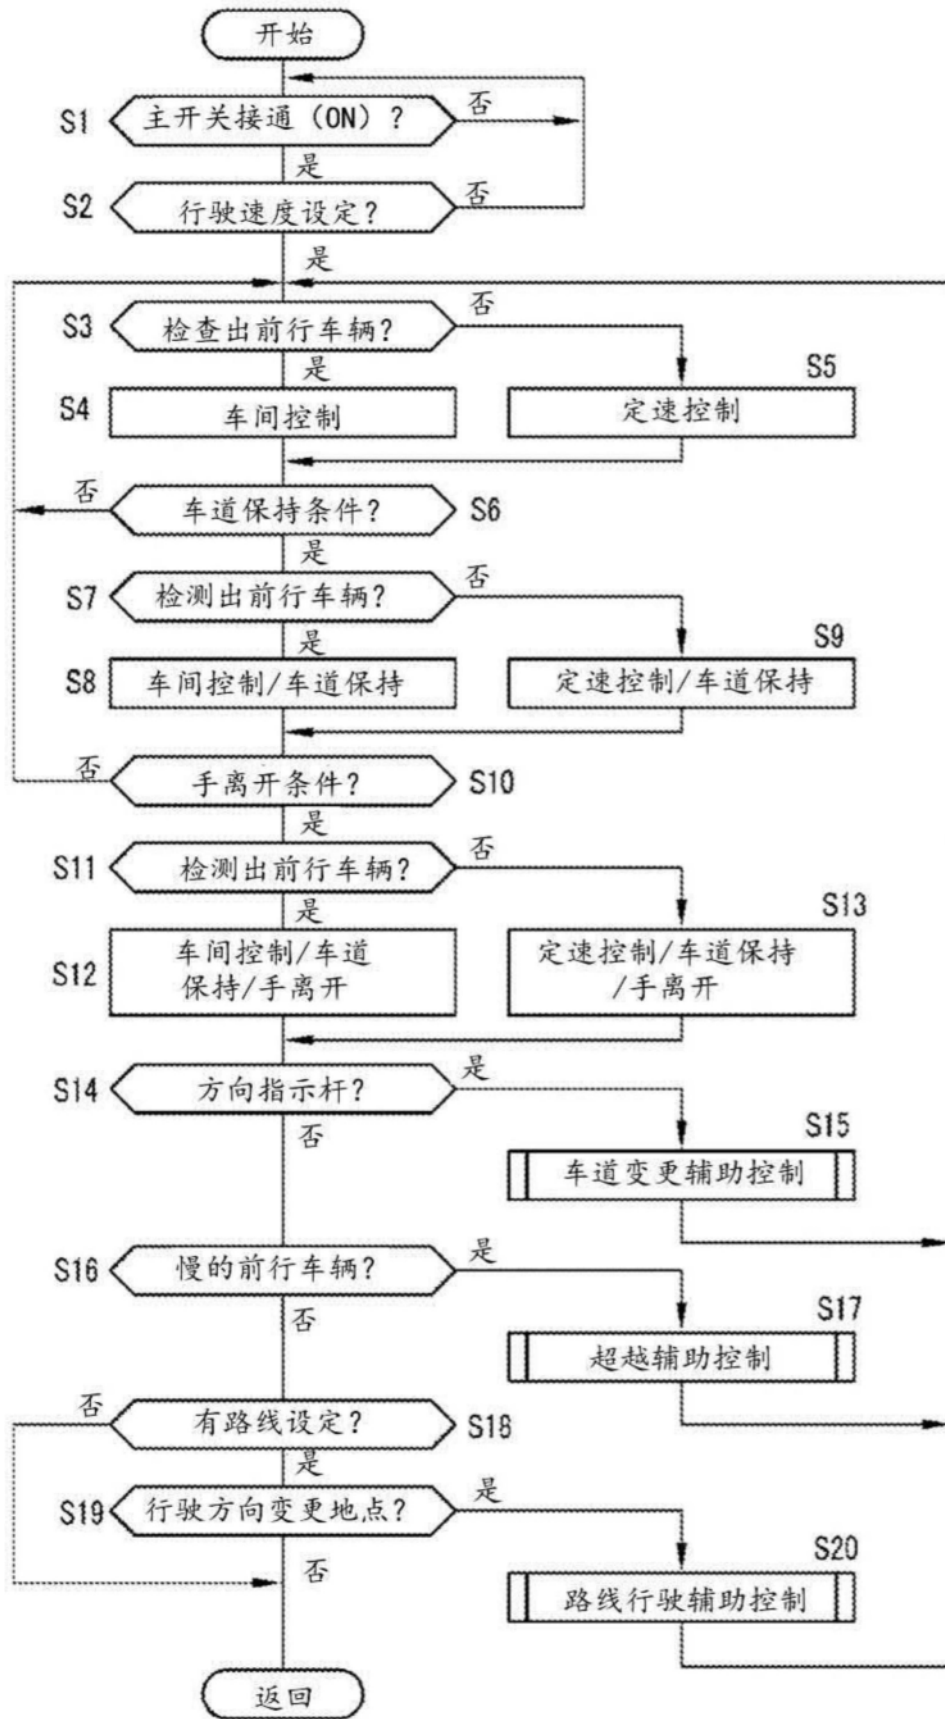 开始
S1
主开关接通（ON）？
否
是
S2
行驶速度设定？
否
是
S3
检查出前行车辆？
否
是
S4
车间控制
S5
定速控制
否
车道保持条件？
S6
是
S7
检测出前行车辆？
否
是
S8
车间控制/车道保持
S9
定速控制/车道保持
否
手离开条件？
S10
是
S11
检测出前行车辆？
否
是
S12
车间控制/车道
保持/手离开
S13
定速控制/车道保持
/手离开
S14
方向指示杆？
是
否
S15
车道变更辅助控制
S16
慢的前行车辆？
是
否
S17
超越辅助控制
否
有路线设定？
S18
是
S19
行驶方向变更地点？
是
否
S20
路线行驶辅助控制
返回